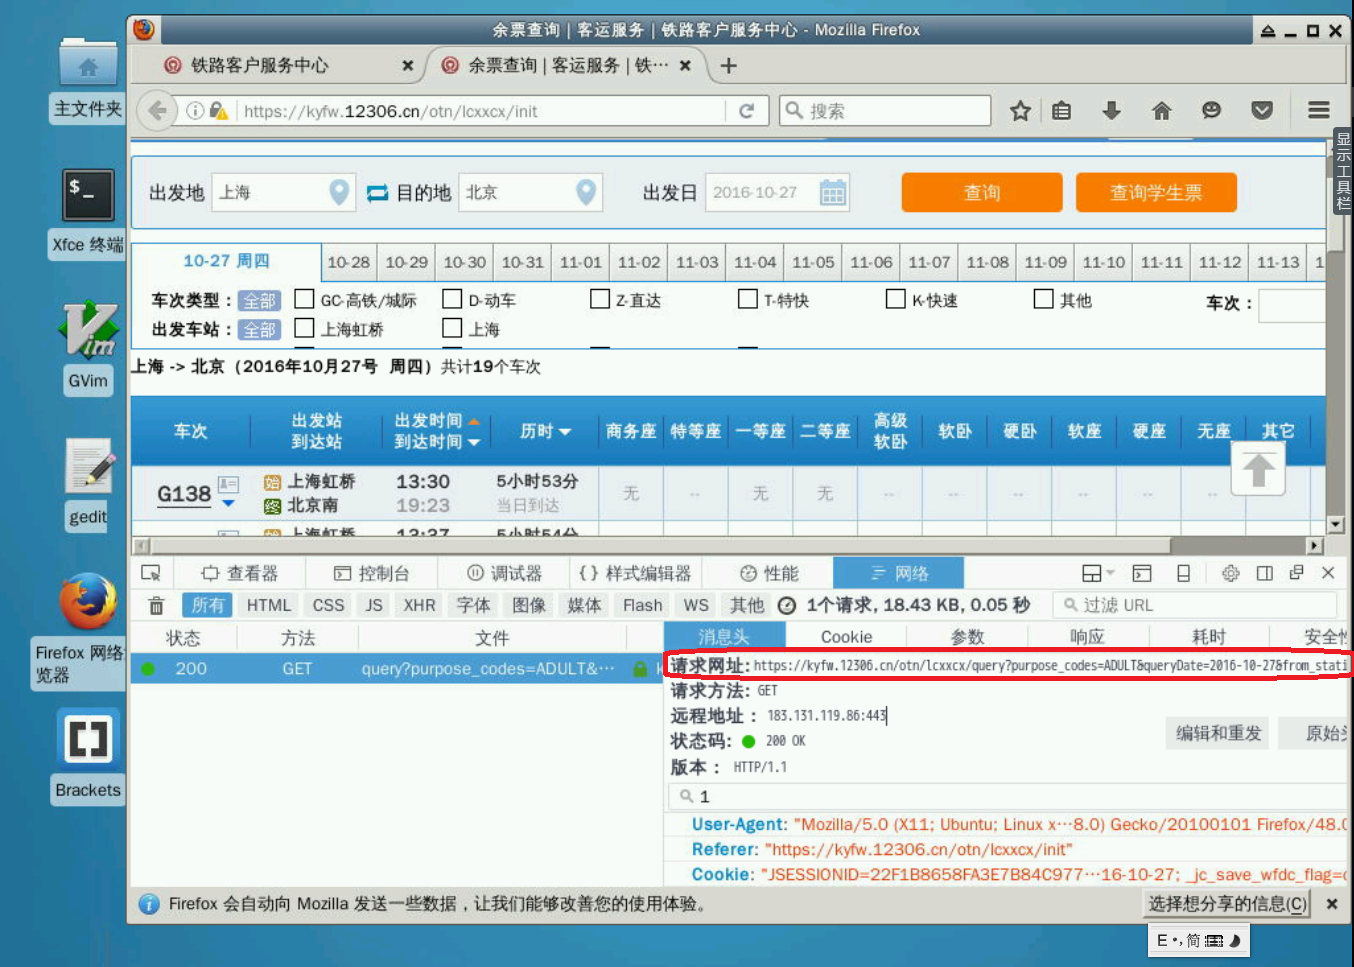 余票查询 | 客运服务 | 铁路客户服务中心 - Mozilla Firefox
铁路客户服务中心
余票查询 | 客运服务 | 铁⋯
https://kyfw.12306.cn/otn/lcxxcx/init
搜索
显示工具栏
主文件夹
Xfce 终端
GVim
gedit
Firefox 网络
览器
Brackets
出发地 上海 目的地 北京 出发日 2016-10-27 查询 查询学生票
10-27 周四 10-28 10-29 10-30 10-31 11-01 11-02 11-03 11-04 11-05 11-06 11-07 11-08 11-09 11-10 11-11 11-12 11-13 1
车次类型： 全部 GC-高铁/城际 D-动车 Z-直达 T-特快 K-快速 其他 车次：
出发车站： 全部 上海虹桥 上海
上海 -> 北京（2016年10月27号 周四）共计19个车次
车次 出发站 到达站 出发时间 到达时间 历时 商务座 特等座 一等座 二等座 高级软卧 软卧 硬卧 软座 硬座 无座 其它
G138 始 上海虹桥 13:30 5小时53分 无 -- 无 无 -- -- -- -- -- --
终 北京南 19:23 当日到达
上海虹桥 13:37 5小时54分
查看器 控制台 调试器 { } 样式编辑器 性能 网络
所有 HTML CSS JS XHR 字体 图像 媒体 Flash WS 其他 1个请求, 18.43 KB, 0.05 秒 过滤 URL
状态 方法 文件 消息头 Cookie 参数 响应 耗时 安全性
200 GET query?purpose_codes=ADULT&⋯ k
请求网址: https://kyfw.12306.cn/otn/lcxxcx/query?purpose_codes=ADULT&queryDate=2016-10-27&from_stati
请求方法: GET
远程地址： 183.131.119.86:443
状态码: 200 OK
编辑和重发 原始头
版本： HTTP/1.1
1
User-Agent: "Mozilla/5.0 (X11; Ubuntu; Linux x⋯8.0) Gecko/20100101 Firefox/48.0
Referer: "https://kyfw.12306.cn/otn/lcxxcx/init"
Cookie: "JSESSIONID=22F1B8658FA3E7B84C977⋯16-10-27; _jc_save_wfdc_flag=d
Firefox 会自动向 Mozilla 发送一些数据，让我们能够改善您的使用体验。
选择想分享的信息(C)
E •, 简